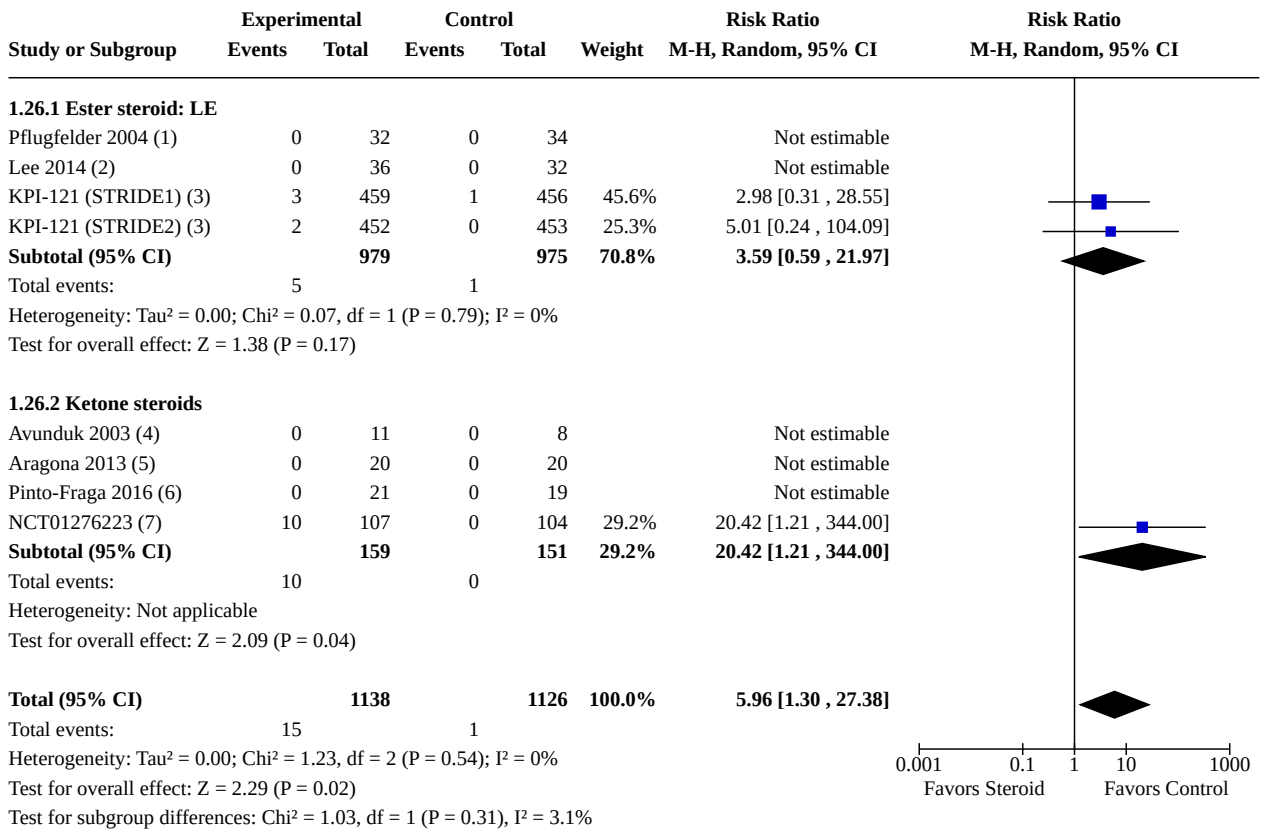 Experimental Control Risk Ratio Risk Ratio
Study or Subgroup Events Total Events Total Weight M-H, Random, 95% CI M-H, Random, 95% CI
1.26.1 Ester steroid: LE
Pflugfelder 2004 (1) 0 32 0 34 Not estimable
Lee 2014 (2) 0 36 0 32 Not estimable
KPI-121 (STRIDE1) (3) 3 459 1 456 45.6% 2.98 [0.31 , 28.55]
KPI-121 (STRIDE2) (3) 2 452 0 453 25.3% 5.01 [0.24 , 104.09]
Subtotal (95% CI) 979 975 70.8% 3.59 [0.59 , 21.97]
Total events: 5 1
Heterogeneity: Tau² = 0.00; Chi² = 0.07, df = 1 (P = 0.79); I² = 0%
Test for overall effect: Z = 1.38 (P = 0.17)
1.26.2 Ketone steroids
Avunduk 2003 (4) 0 11 0 8 Not estimable
Aragona 2013 (5) 0 20 0 20 Not estimable
Pinto-Fraga 2016 (6) 0 21 0 19 Not estimable
NCT01276223 (7) 10 107 0 104 29.2% 20.42 [1.21 , 344.00]
Subtotal (95% CI) 159 151 29.2% 20.42 [1.21 , 344.00]
Total events: 10 0
Heterogeneity: Not applicable
Test for overall effect: Z = 2.09 (P = 0.04)
Total (95% CI) 1138 1126 100.0% 5.96 [1.30 , 27.38]
Total events: 15 1
Heterogeneity: Tau² = 0.00; Chi² = 1.23, df = 2 (P = 0.54); I² = 0%
0.001 0.1 1 10 1000
Test for overall effect: Z = 2.29 (P = 0.02)
Favors Steroid Favors Control
Test for subgroup differences: Chi² = 1.03, df = 1 (P = 0.31), I² = 3.1%